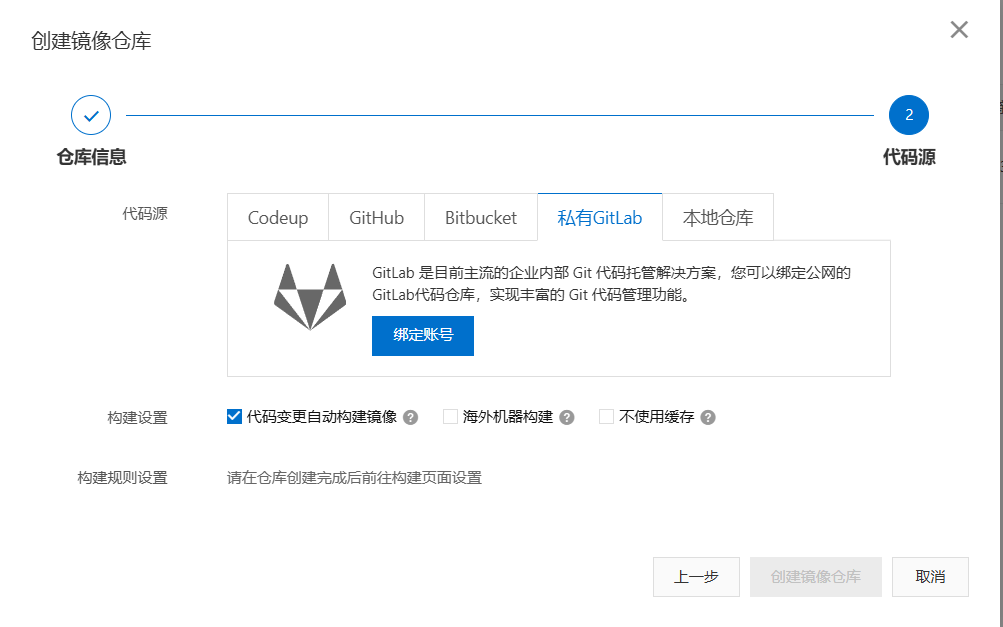 创建镜像仓库
2
仓库信息
代码源
代码源
Codeup
GitHub
Bitbucket
私有GitLab
本地仓库
GitLab 是目前主流的企业内部 Git 代码托管解决方案，您可以绑定公网的
GitLab代码仓库，实现丰富的 Git 代码管理功能。
绑定账号
构建设置
代码变更自动构建镜像 ?
海外机器构建 ?
不使用缓存 ?
构建规则设置
请在仓库创建完成后前往构建页面设置
上一步
创建镜像仓库
取消